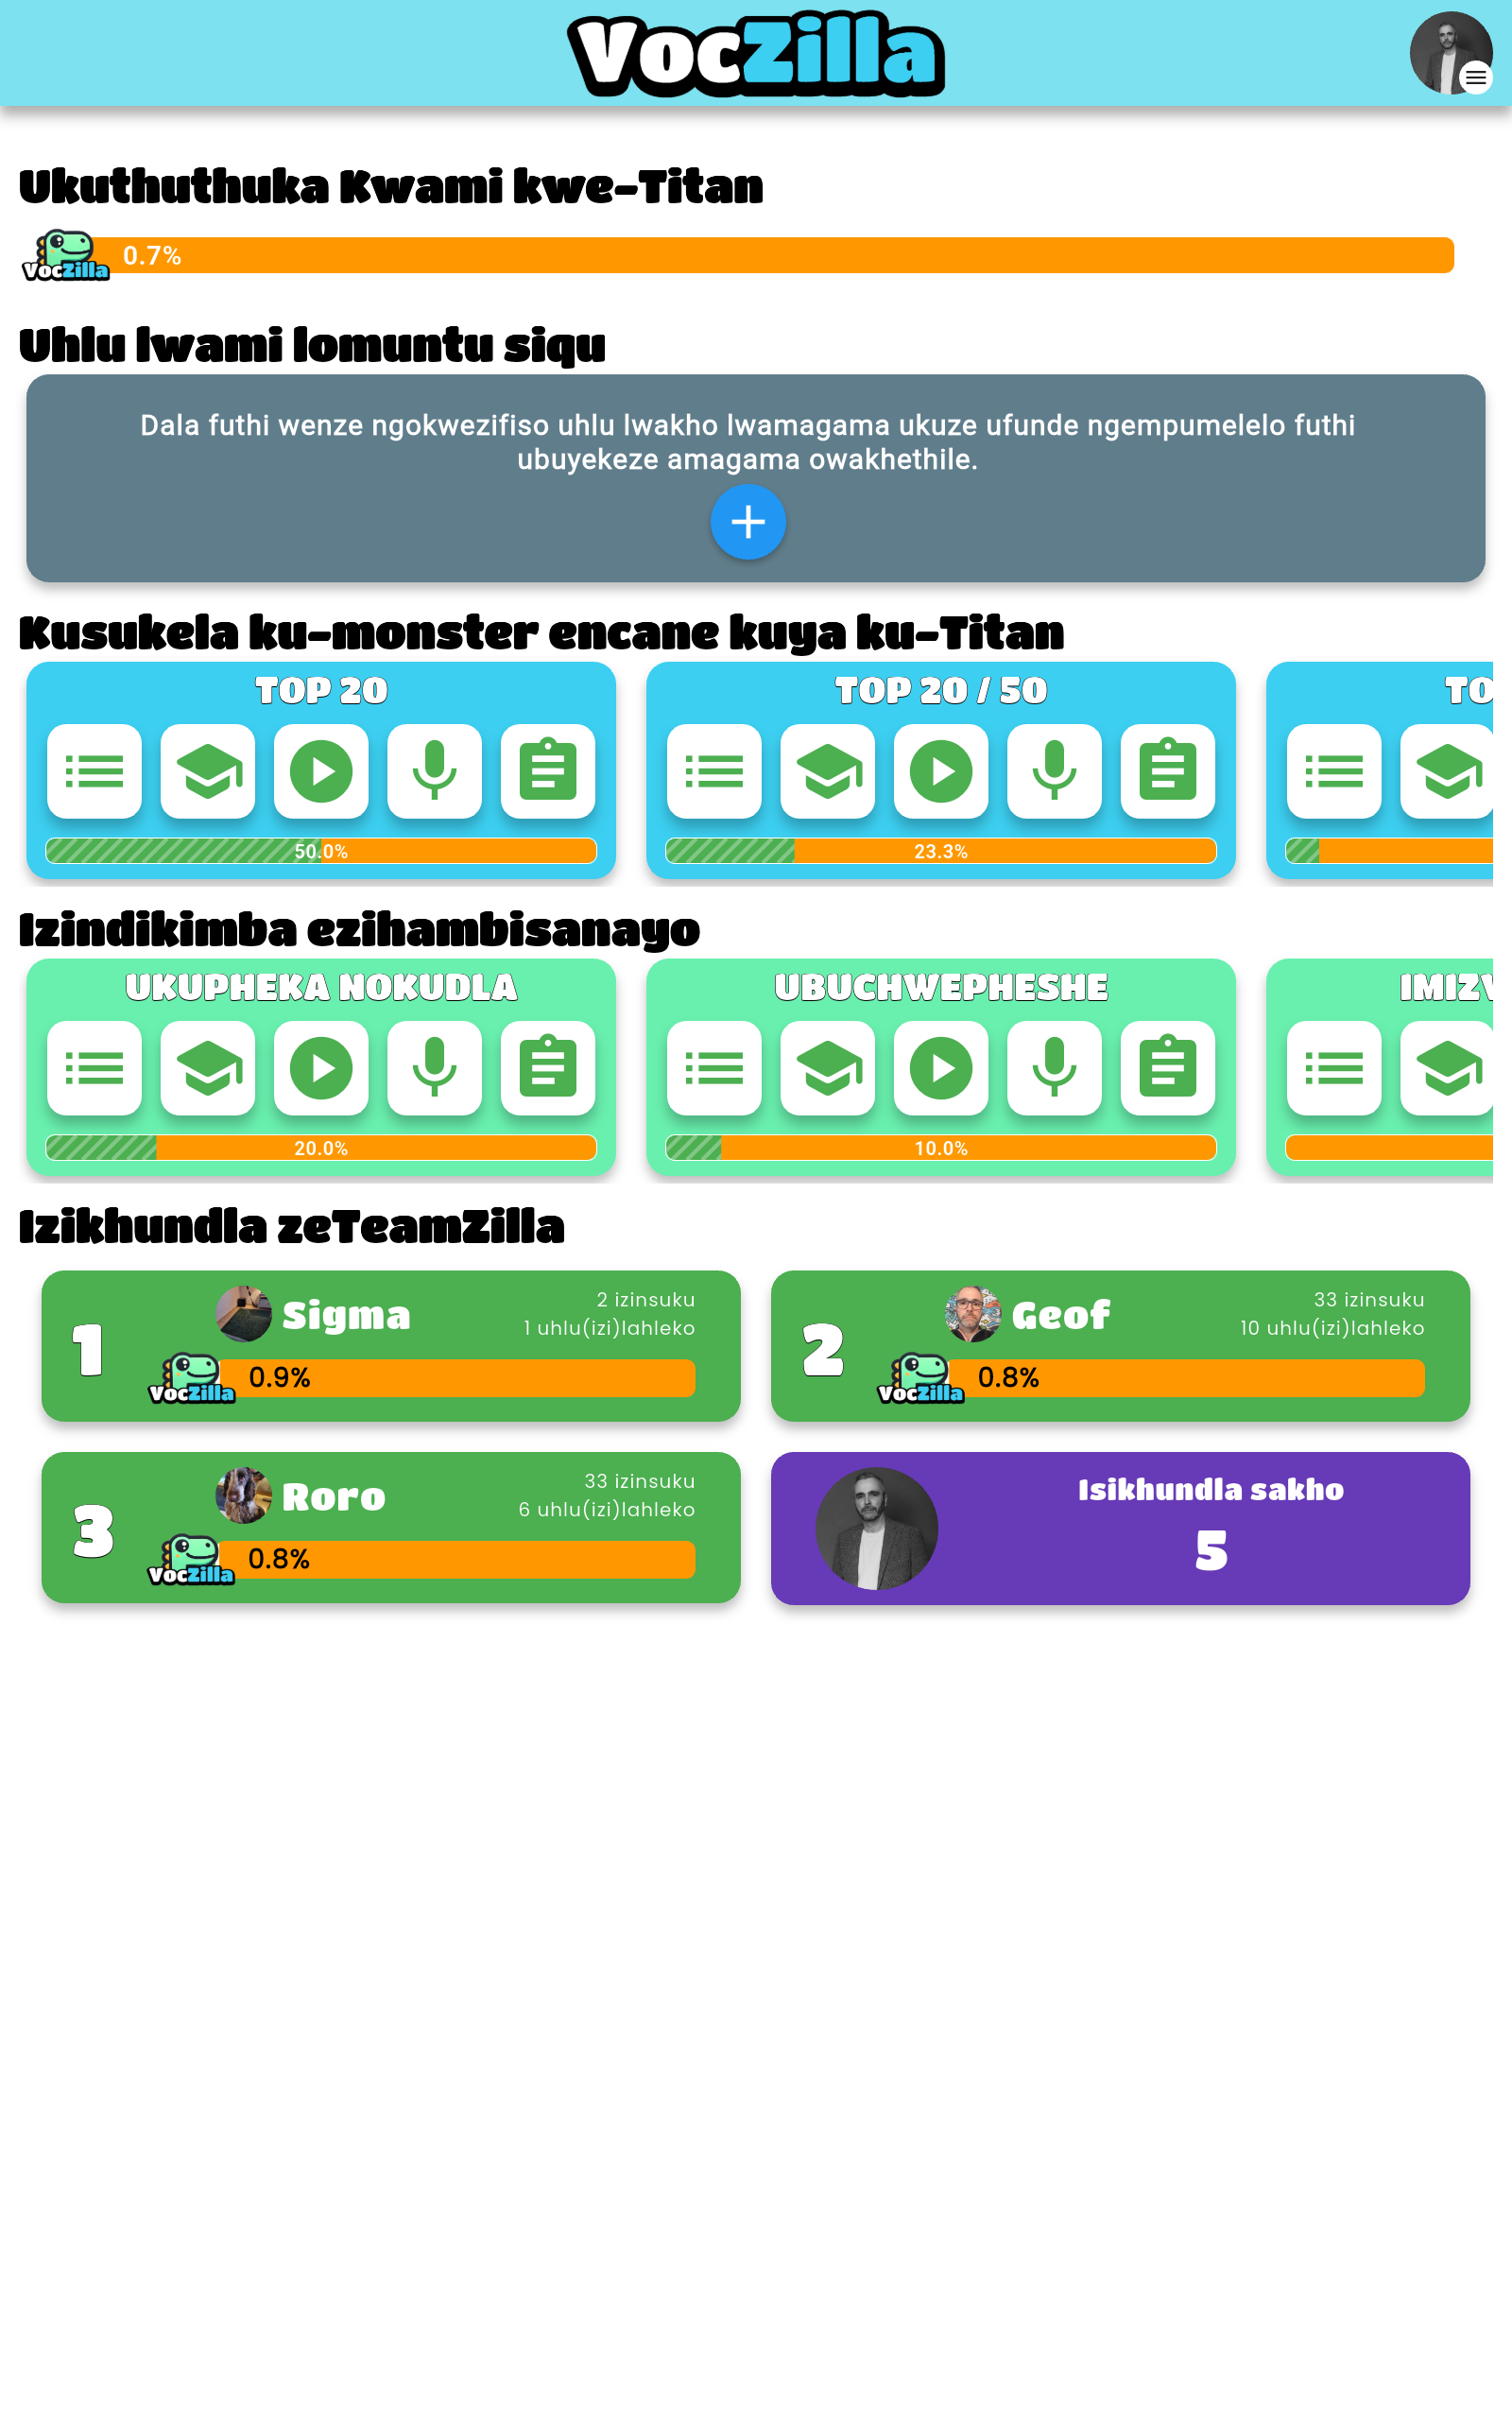 VocZilla
Ukuthuthuka Kwami kwe-Titan
VocZilla
0.7%
Uhlu lwami lomuntu siqu
Dala futhi wenze ngokwezifiso uhlu lwakho lwamagama ukuze ufunde ngempumelelo futhi
ubuyekeze amagama owakhethile.
Kusukela ku-monster encane kuya ku-Titan
TOP 20
TOP 20 / 50
50.0%
23.3%
Izindikimba ezihambisanayo
UKUPHEKA NOKUDLA
UBUCHWEPHESHE
20.0%
10.0%
Izikhundla zeTeamZilla
1
Sigma
2 izinsuku
1 uhlu(izi)lahleko
VocZilla
0.9%
2
Geof
33 izinsuku
10 uhlu(izi)lahleko
VocZilla
0.8%
3
Roro
33 izinsuku
6 uhlu(izi)lahleko
VocZilla
0.8%
Isikhundla sakho
5